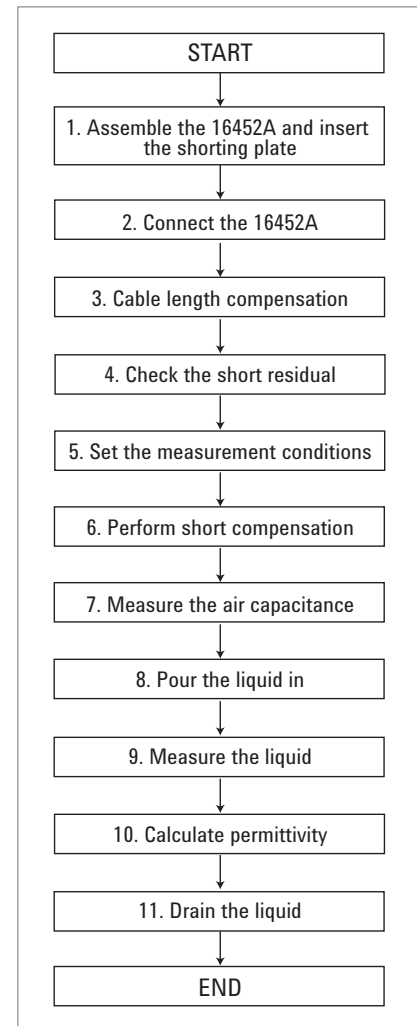 START
1. Assemble the 16452A and insert
the shorting plate
2. Connect the 16452A
3. Cable length compensation
4. Check the short residual
5. Set the measurement conditions
6. Perform short compensation
7. Measure the air capacitance
8. Pour the liquid in
9. Measure the liquid
10. Calculate permittivity
11. Drain the liquid
END